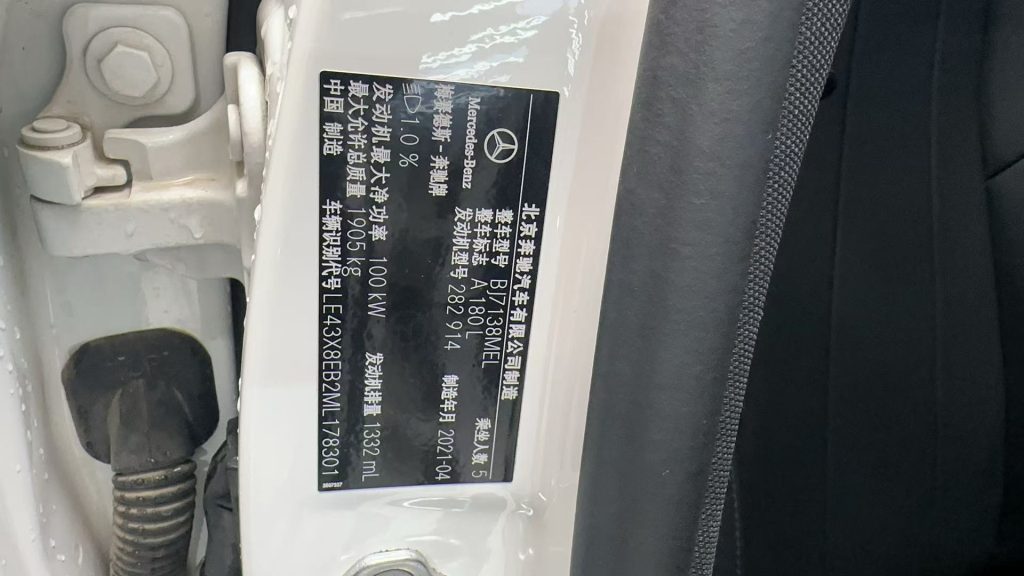 北京奔驰汽车有限公司制造
Mercedes-Benz
梅赛德斯-奔驰牌
整车型号 BJ7138MEL
乘坐人数 5
整车标志 A 180 L
发动机型号 282 914
制造年月 2021-04
1.0 %
发动机最大净功率 100 kW
发动机排量 1332 mL
最大允许总质量 1905 kg
中国 制造
车辆识别代号 LE43X8EB2ML178301